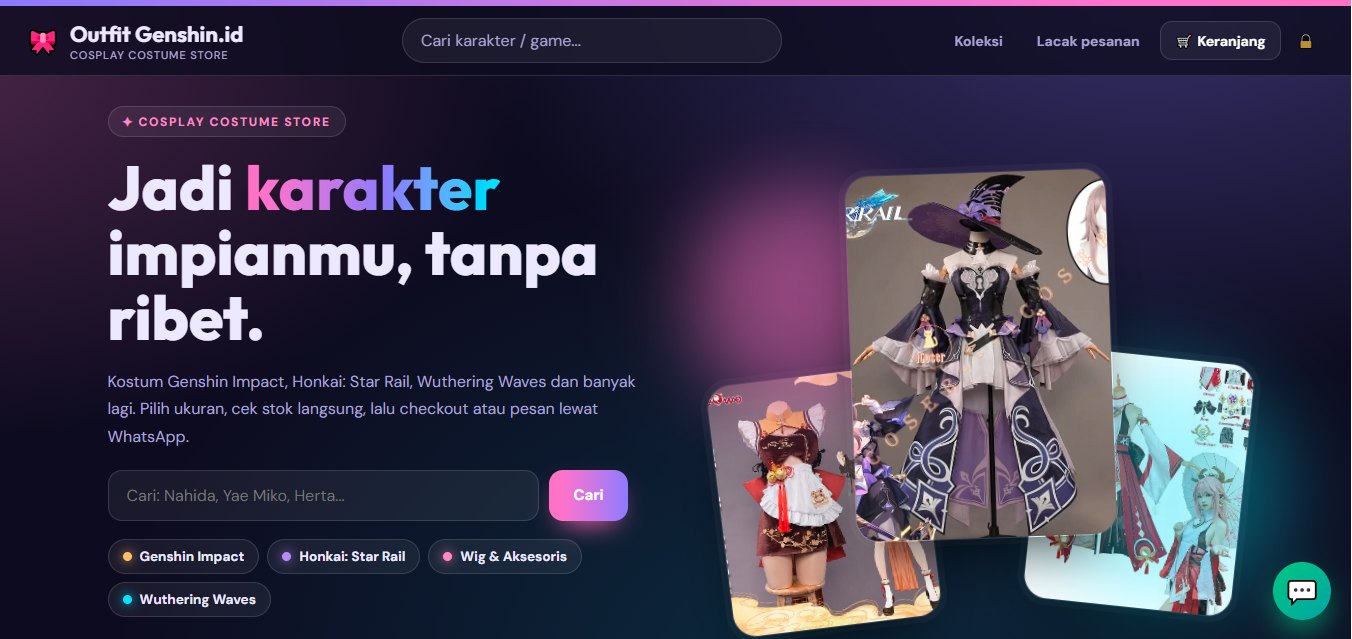 Outfit Genshin.id
COSPLAY COSTUME STORE
Cari karakter / game...
Koleksi
Lacak pesanan
Keranjang
✦ COSPLAY COSTUME STORE
Jadi karakter
impianmu, tanpa
ribet.
Kostum Genshin Impact, Honkai: Star Rail, Wuthering Waves dan banyak
lagi. Pilih ukuran, cek stok langsung, lalu checkout atau pesan lewat
WhatsApp.
Cari: Nahida, Yae Miko, Herta...
Cari
Genshin Impact
Honkai: Star Rail
Wig & Aksesoris
Wuthering Waves
RAIL
COS
COSE